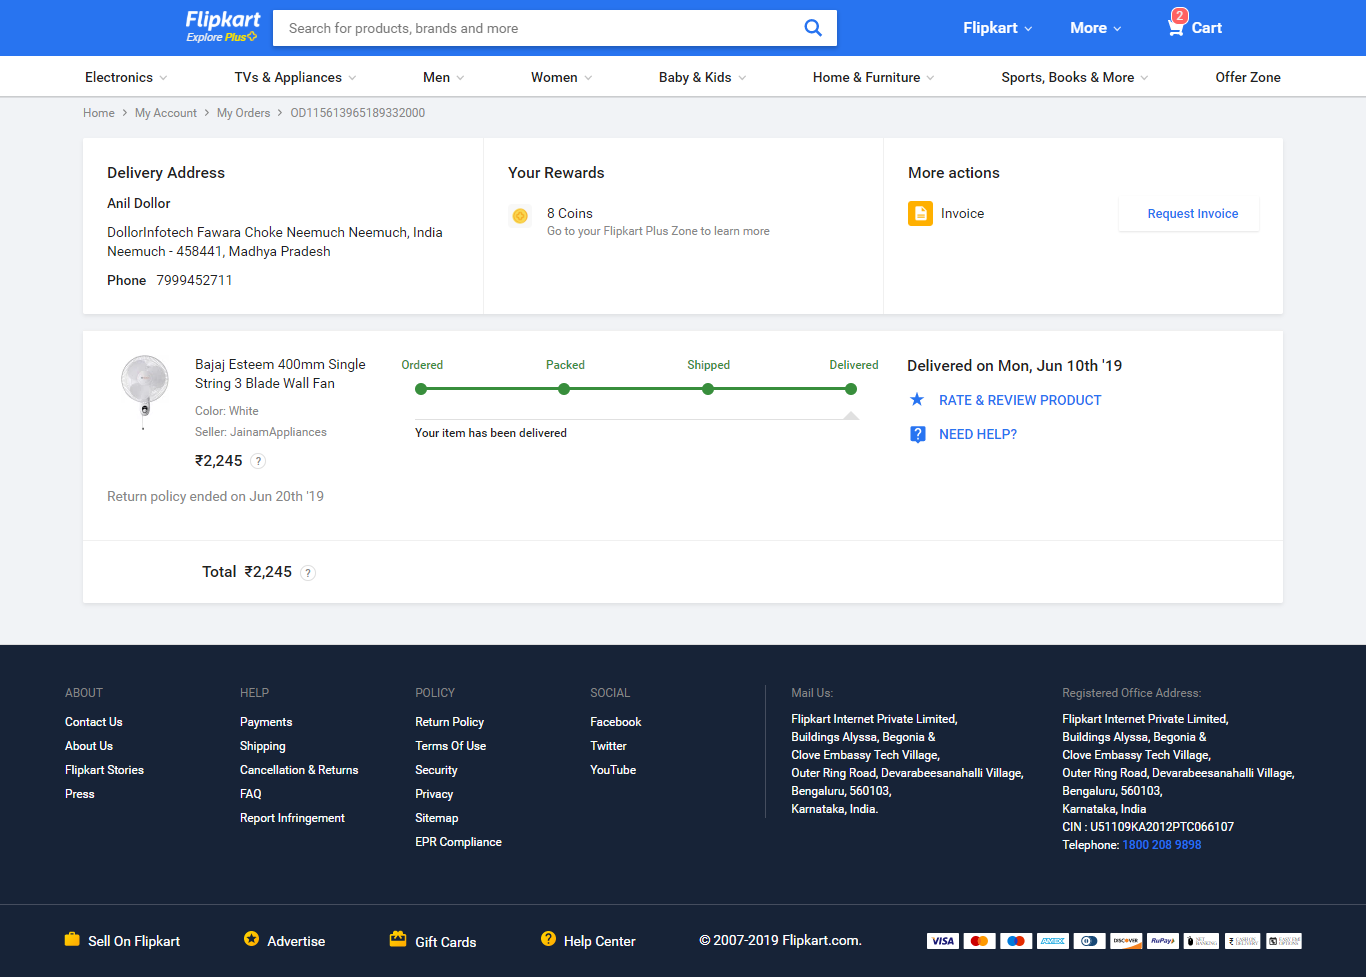 Flipkart
Explore Plus
Search for products, brands and more
Flipkart
More
2
Cart
Electronics
TVs & Appliances
Men
Women
Baby & Kids
Home & Furniture
Sports, Books & More
Offer Zone
Home > My Account > My Orders > OD115613965189332000
Delivery Address
Anil Dollor
DollorInfotech Fawara Choke Neemuch Neemuch, India
Neemuch - 458441, Madhya Pradesh
Phone 7999452711
Your Rewards
8 Coins
Go to your Flipkart Plus Zone to learn more
More actions
Invoice
Request Invoice
Bajaj Esteem 400mm Single
String 3 Blade Wall Fan
Color: White
Seller: JainamAppliances
₹2,245 ?
Return policy ended on Jun 20th '19
Ordered
Packed
Shipped
Delivered
Your item has been delivered
Delivered on Mon, Jun 10th '19
RATE & REVIEW PRODUCT
? NEED HELP?
Total ₹2,245 ?
ABOUT
Contact Us
About Us
Flipkart Stories
Press
HELP
Payments
Shipping
Cancellation & Returns
FAQ
Report Infringement
POLICY
Return Policy
Terms Of Use
Security
Privacy
Sitemap
EPR Compliance
SOCIAL
Facebook
Twitter
YouTube
Mail Us:
Flipkart Internet Private Limited,
Buildings Alyssa, Begonia &
Clove Embassy Tech Village,
Outer Ring Road, Devarabeesanahalli Village,
Bengaluru, 560103,
Karnataka, India.
Registered Office Address:
Flipkart Internet Private Limited,
Buildings Alyssa, Begonia &
Clove Embassy Tech Village,
Outer Ring Road, Devarabeesanahalli Village,
Bengaluru, 560103,
Karnataka, India
CIN : U51109KA2012PTC066107
Telephone: 1800 208 9898
Sell On Flipkart
Advertise
Gift Cards
? Help Center
© 2007-2019 Flipkart.com.
VISA
AMEX
DISCOVER
RuPay
NET BANKING
CASH ON DELIVERY
EASY EMI OPTIONS